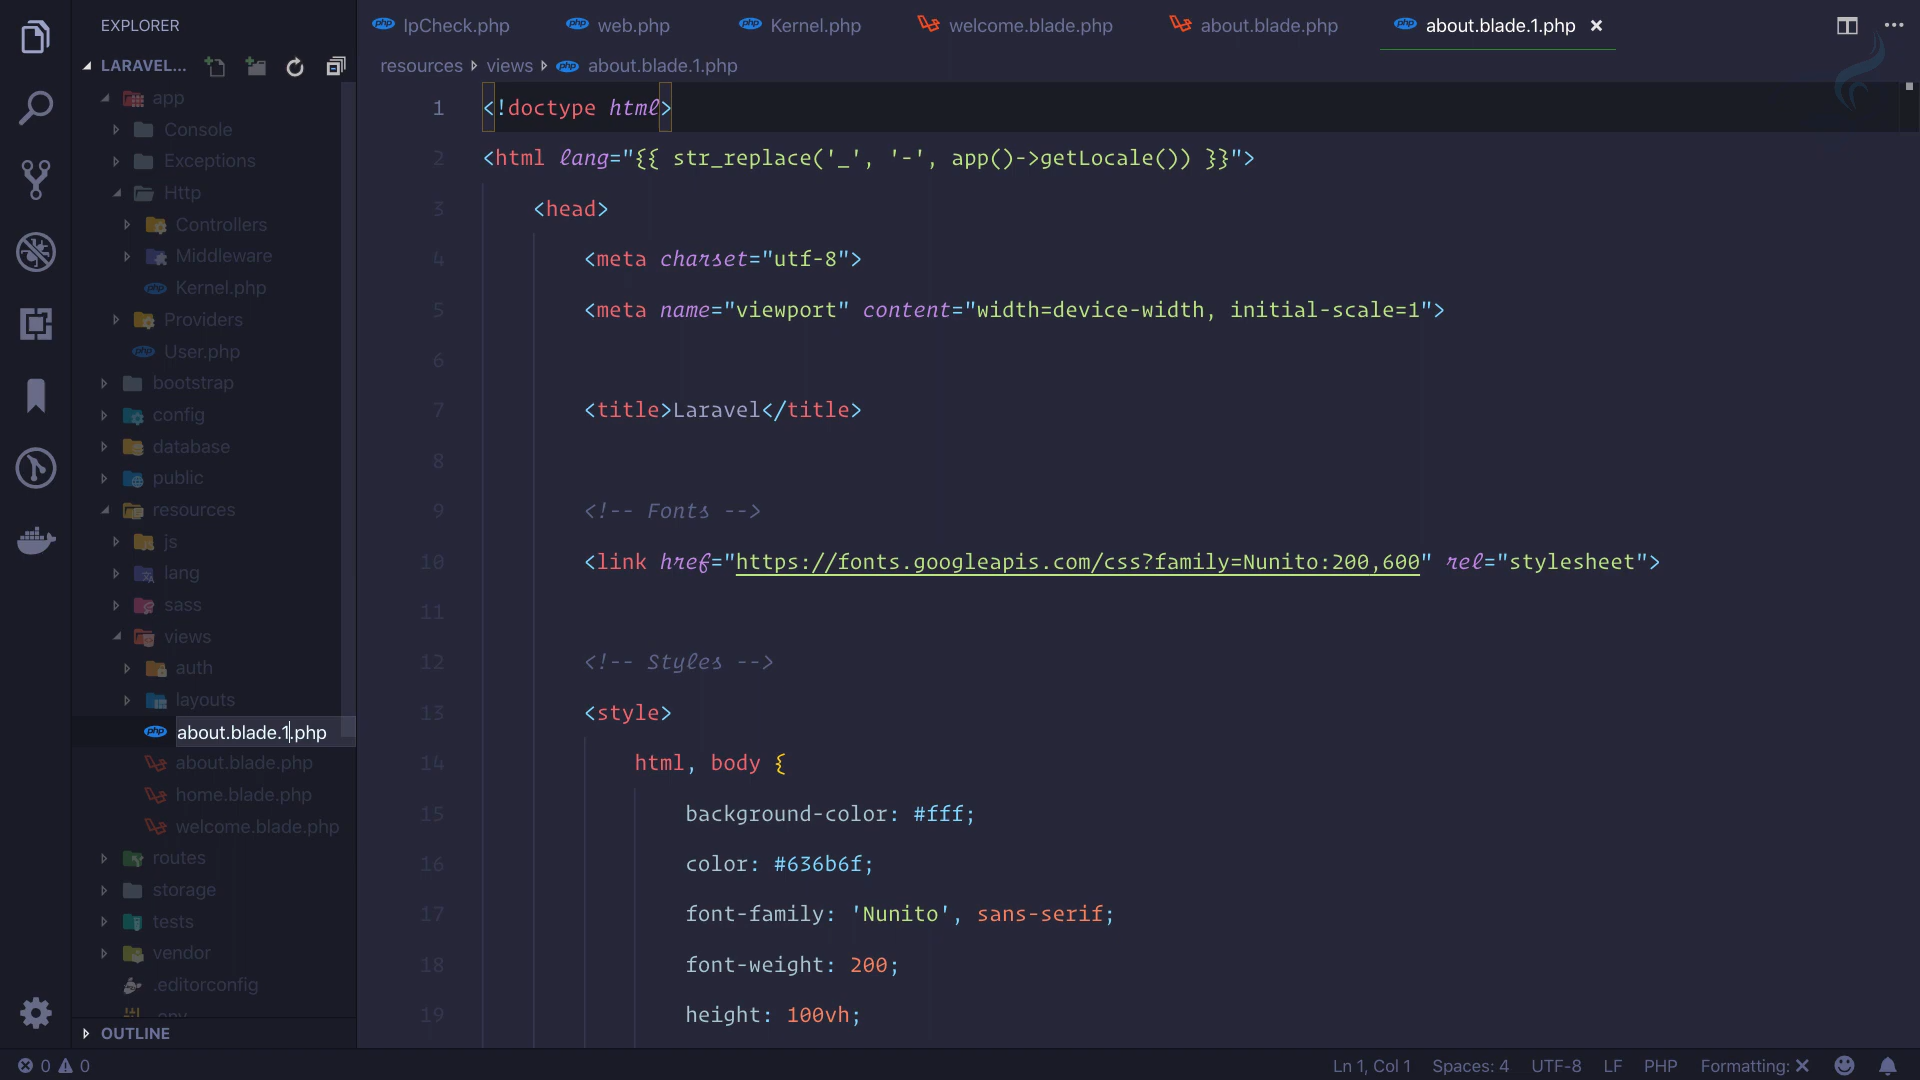 EXPLORER
IpCheck.php
web.php
Kernel.php
welcome.blade.php
about.blade.php
about.blade.1.php
LARAVEL...
resources
views
about.blade.1.php
app
Console
Exceptions
Http
Controllers
Middleware
Kernel.php
Providers
User.php
bootstrap
config
database
public
resources
js
lang
sass
views
auth
layouts
about.blade.1.php
about.blade.php
home.blade.php
welcome.blade.php
routes
storage
tests
vendor
.editorconfig
.env
OUTLINE
1 <!doctype html>
2 <html lang="{{ str_replace('_', '-', app()->getLocale()) }}">
3 <head>
4 <meta charset="utf-8">
5 <meta name="viewport" content="width=device-width, initial-scale=1">
6
7 <title>Laravel</title>
8
9 <!-- Fonts -->
10 <link href="https://fonts.googleapis.com/css?family=Nunito:200,600" rel="stylesheet">
11
12 <!-- Styles -->
13 <style>
14 html, body {
15 background-color: #fff;
16 color: #636b6f;
17 font-family: 'Nunito', sans-serif;
18 font-weight: 200;
19 height: 100vh;
0 0
Ln 1, Col 1
Spaces: 4
UTF-8
LF
PHP
Formatting: ✕